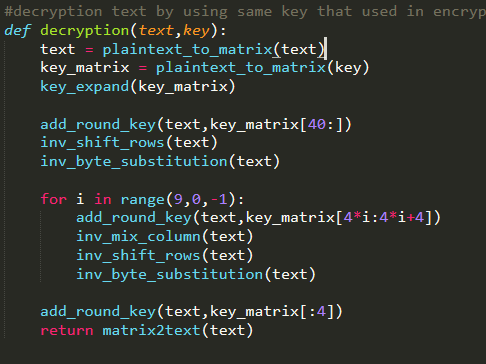 #decryption text by using same key that used in encryp
def decryption(text,key):
    text = plaintext_to_matrix(text)
    key_matrix = plaintext_to_matrix(key)
    key_expand(key_matrix)

    add_round_key(text,key_matrix[40:])
    inv_shift_rows(text)
    inv_byte_substitution(text)

    for i in range(9,0,-1):
        add_round_key(text,key_matrix[4*i:4*i+4])
        inv_mix_column(text)
        inv_shift_rows(text)
        inv_byte_substitution(text)

    add_round_key(text,key_matrix[:4])
    return matrix2text(text)